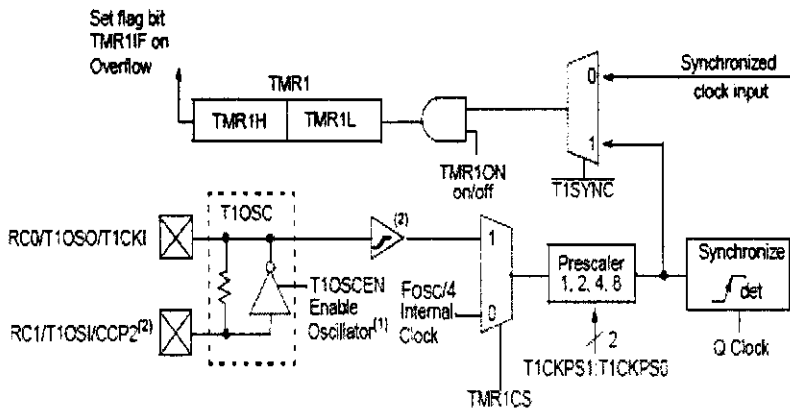 Set flag bit
TMR1IF on
Overflow
TMR1
TMR1H
TMR1L
TMR1ON
on/off
0
1
T1SYNC
Synchronized
clock input
T1OSC
RC0/T1OSO/T1CKI
RC1/T1OSI/CCP2(2)
T1OSCEN
Enable
Oscillator(1)
(2)
FOSC/4
Internal
Clock
1
0
TMR1CS
Prescaler
1, 2, 4, 8
2
T1CKPS1:T1CKPS0
Synchronize
det
Q Clock